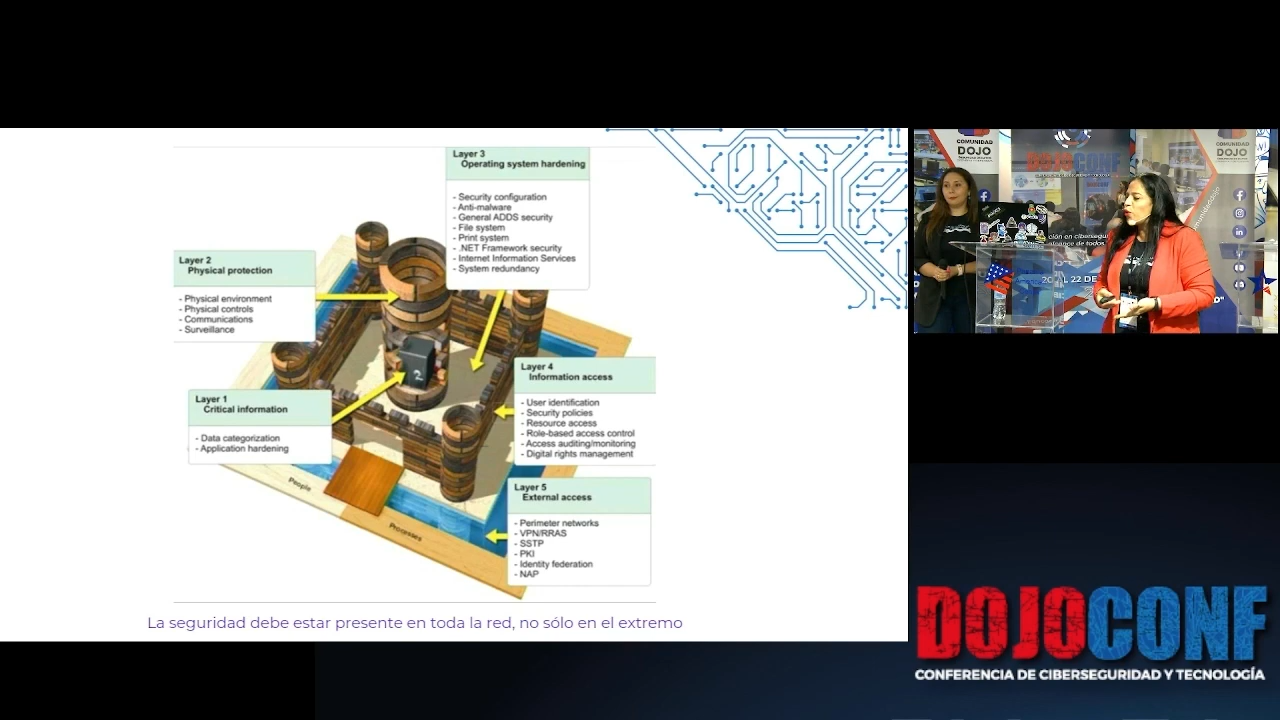 Layer 3
Operating system hardening
- Security configuration
- Anti-malware
- General ADDS security
- File system
- Print system
- .NET Framework security
- Internet Information Services
- System redundancy
Layer 2
Physical protection
- Physical environment
- Physical controls
- Communications
- Surveillance
Layer 4
Information access
- User identification
- Security policies
- Resource access
- Role-based access control
- Access auditing/monitoring
- Digital rights management
Layer 1
Critical information
- Data categorization
- Application hardening
Layer 5
External access
- Perimeter networks
- VPN/RRAS
- SSTP
- PKI
- Identity federation
- NAP
People
Processes
La seguridad debe estar presente en toda la red, no sólo en el extremo
COMUNIDAD
DOJO
DOJOCONF
COMUNIDAD
DOJO
DOJOCONF
CONFERENCIA DE CIBERSEGURIDAD Y TECNOLOGÍA